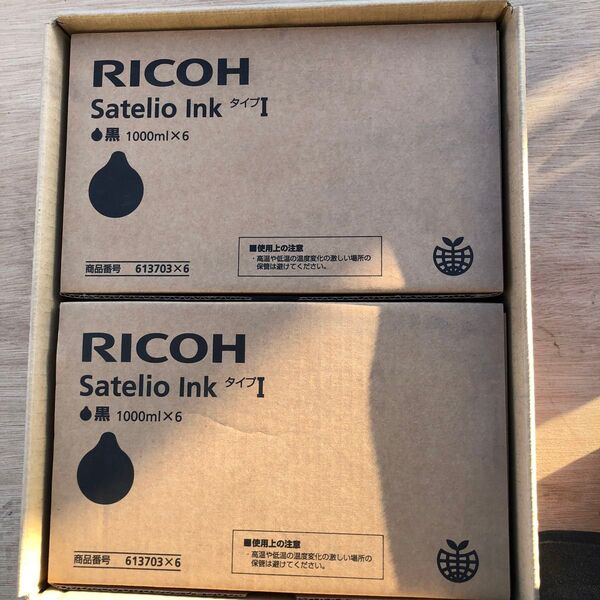 RICOH
Satelio Ink タイプI
黒 1000ml×6
■使用上の注意
・高温や低温の温度変化の激しい場所の
保管は避けてください。
商品番号 613703×6
RICOH
Satelio Ink タイプI
黒 1000ml×6
■使用上の注意
・高温や低温の温度変化の激しい場所の
保管は避けてください。
商品番号 613703×6